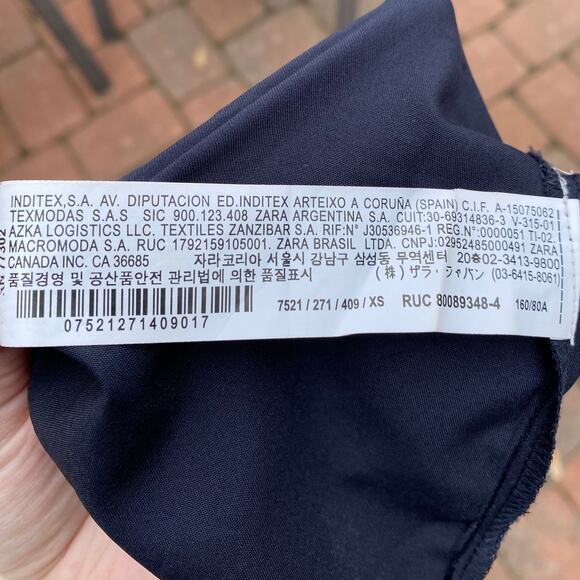 INDITEX,S.A. AV. DIPUTACION ED.INDITEX ARTEIXO A CORUÑA (SPAIN) C.I.F. A-15075062
TEXMODAS S.A.S SIC 900.123.408 ZARA ARGENTINA S.A. CUIT:30-69314836-3 V-315-01
AZKA LOGISTICS LLC. TEXTILES ZANZIBAR S.A. RIF:Nº J30536946-1 REG.Nº:0000051 TI-02.
MACROMODA S.A. RUC 1792159105001. ZARA BRASIL LTDA. CNPJ:02952485000491 ZARA
CANADA INC. CA 36685 자라코리아 서울시 강남구 삼성동 무역센터 20층02-3413-9800
품질경영 및 공산품안전 관리법에 의한 품질표시 (株) ザラ・ジャパン (03-6415-8061)
7521 / 271 / 409 / XS RUC 80089348-4 160/80A
07521271409017